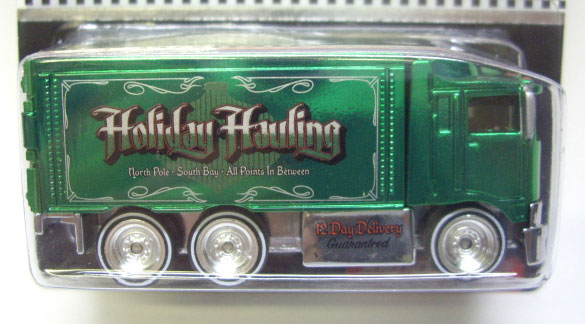 Holiday Hauling
North Pole - South Bay - All Points In Between
12-Day Delivery
Guaranteed